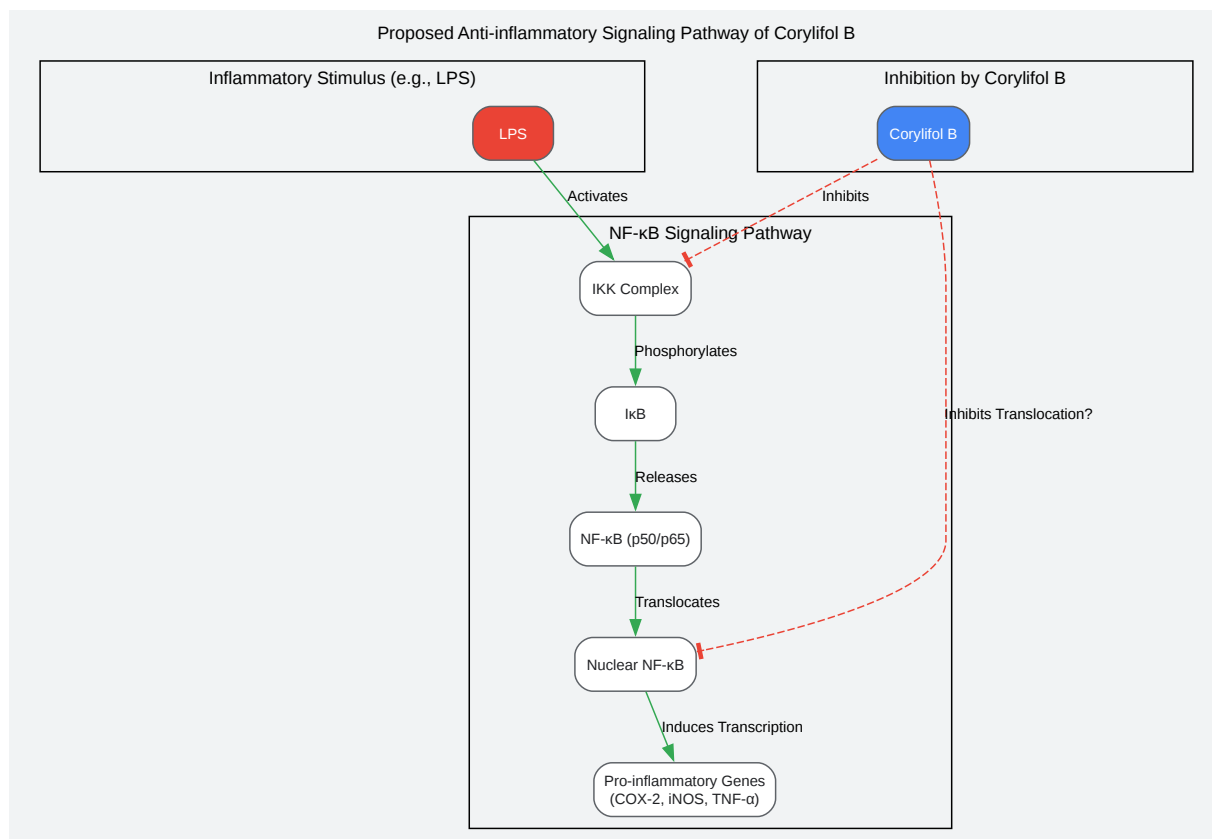 Proposed Anti-inflammatory Signaling Pathway of Corylifol B
Inflammatory Stimulus (e.g., LPS)
Inhibition by Corylifol B
LPS
Corylifol B
Activates
Inhibits
NF-κB Signaling Pathway
IKK Complex
Phosphorylates
IκB
Inhibits Translocation?
Releases
NF-κB (p50/p65)
Translocates
Nuclear NF-κB
Induces Transcription
Pro-inflammatory Genes
(COX-2, iNOS, TNF-α)